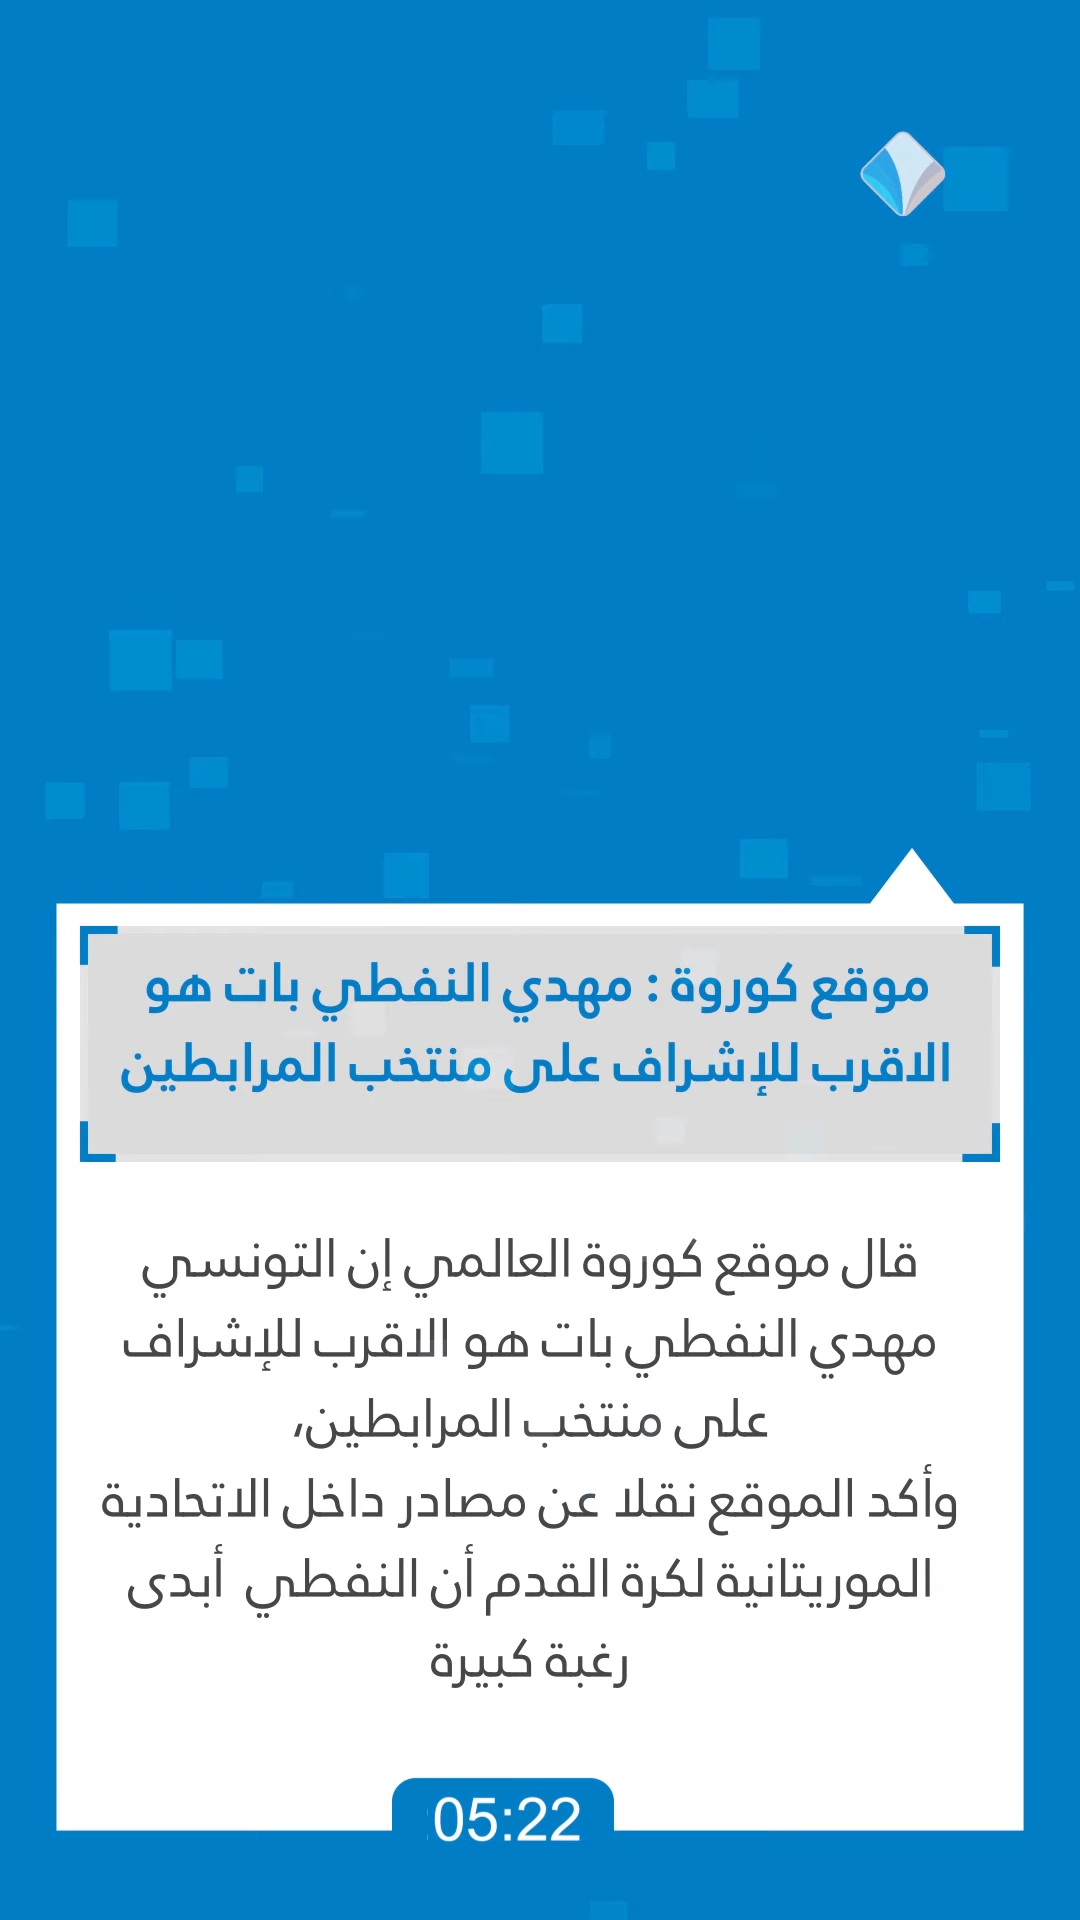 موقع كوروة : مهدي النفطي بات هو
الاقرب للإشراف على منتخب المرابطين
قال موقع كوروة العالمي إن التونسي
مهدي النفطي بات هو الاقرب للإشراف
على منتخب المرابطين،
وأكد الموقع نقلا عن مصادر داخل الاتحادية
الموريتانية لكرة القدم أن النفطي أبدى
رغبة كبيرة
05:22